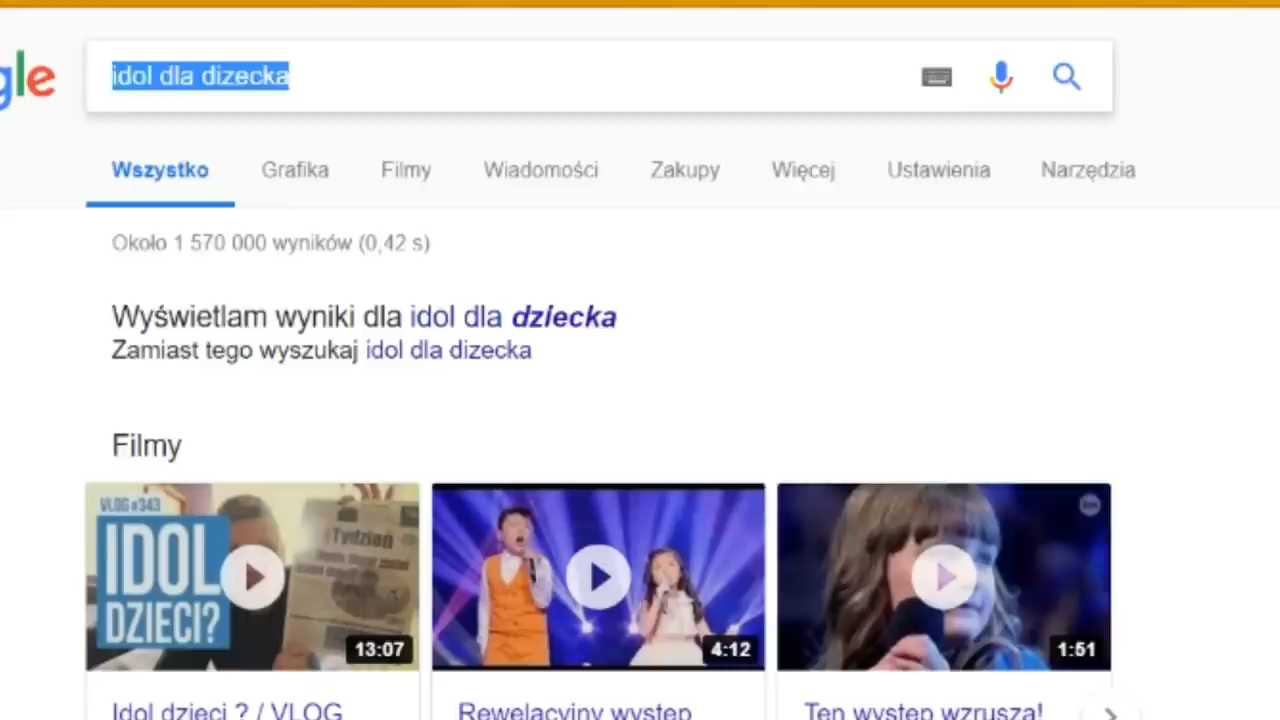 gle
idol dla dizecka
Wszystko Grafika Filmy Wiadomości Zakupy Więcej Ustawienia Narzędzia
Około 1 570 000 wyników (0,42 s)
Wyświetlam wyniki dla idol dla dziecka
Zamiast tego wyszukaj idol dla dizecka
Filmy
VLOG #343
IDOL
DZIECI?
Tydzień
13:07
4:12
1:51
Idol dzieci ? / VLOG
Rewelacyjny występ
Ten występ wzrusza!